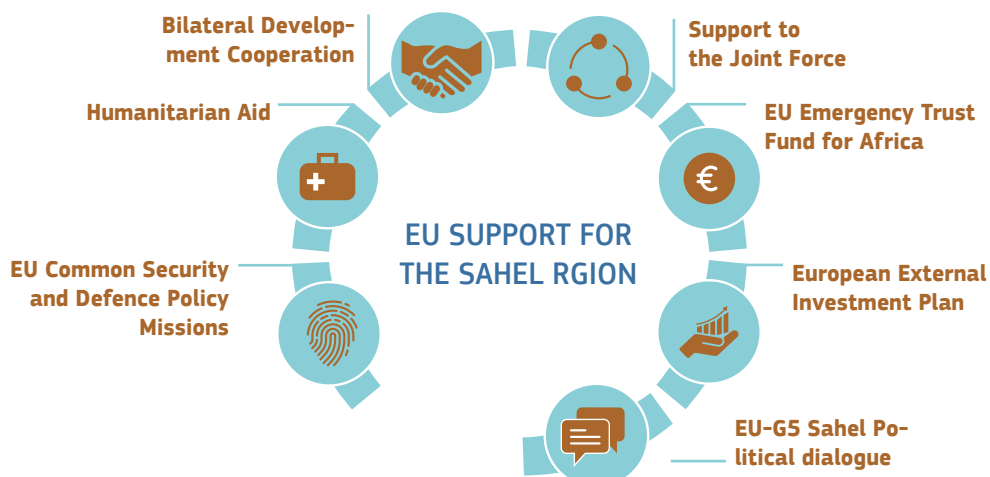 Bilateral Develop-
ment Cooperation
Support to
the Joint Force
Humanitarian Aid
EU Emergency Trust
Fund for Africa
€
EU SUPPORT FOR
THE SAHEL RGION
EU Common Security
and Defence Policy
Missions
European External
Investment Plan
EU-G5 Sahel Po-
litical dialogue